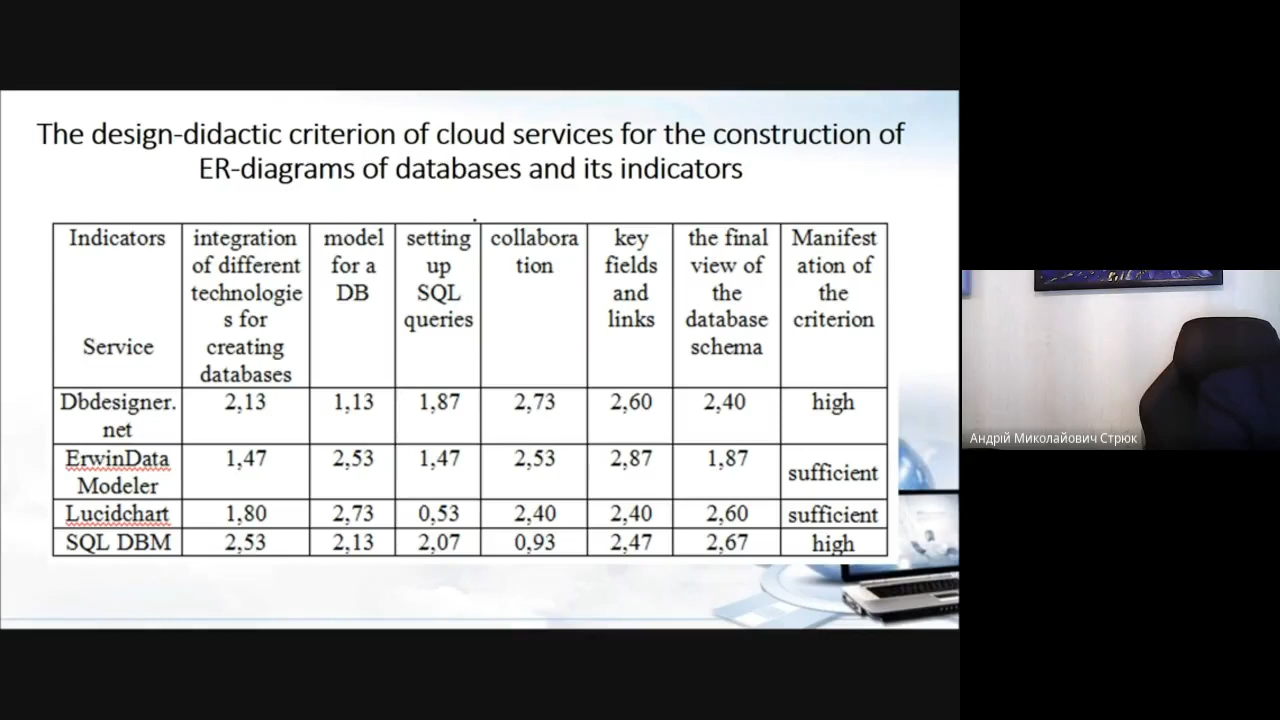 The design-didactic criterion of cloud services for the construction of
ER-diagrams of databases and its indicators
Indicators
Service
integration
of different
technologie
s for
creating
databases
model
for a
DB
setting
up
SQL
queries
collabora
tion
key
fields
and
links
the final
view of
the
database
schema
Manifest
ation of
the
criterion
Dbdesigner.
net
2,13
1,13
1,87
2,73
2,60
2,40
high
ErwinData
Modeler
1,47
2,53
1,47
2,53
2,87
1,87
sufficient
Lucidchart
1,80
2,73
0,53
2,40
2,40
2,60
sufficient
SQL DBM
2,53
2,13
2,07
0,93
2,47
2,67
high
Андрій Миколайович Стрюк